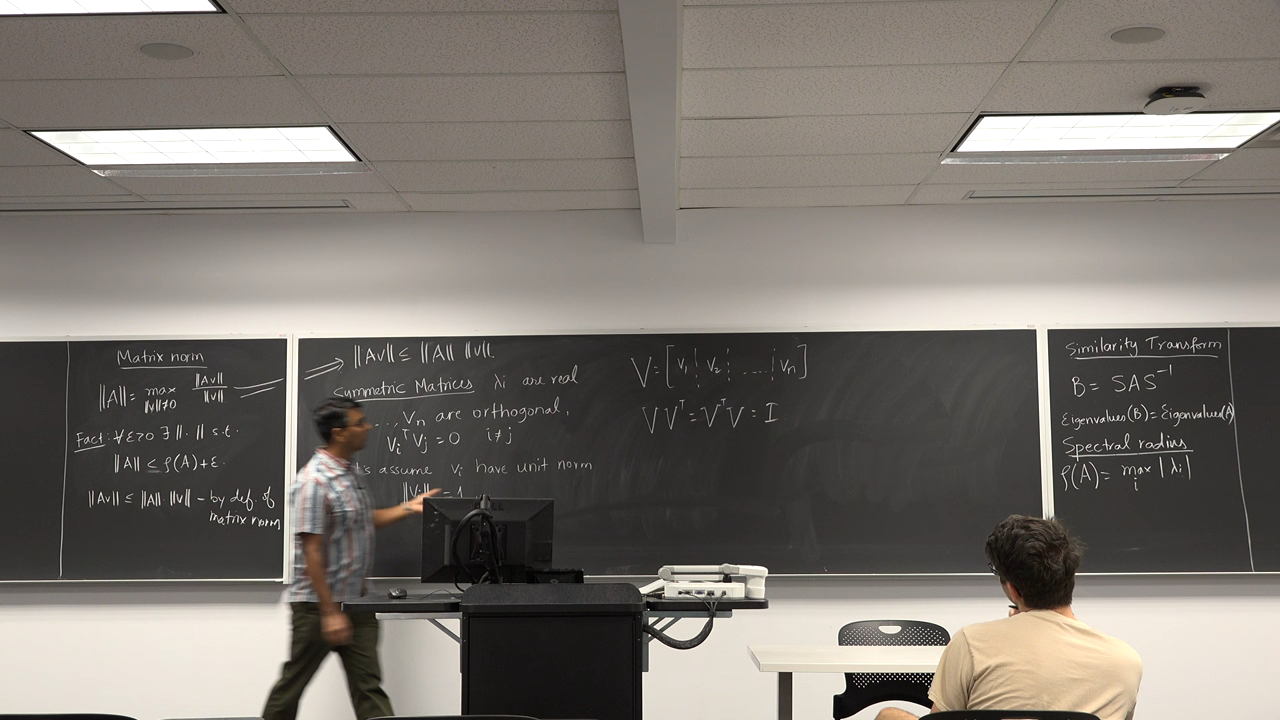 Matrix norm
||A|| = max ||v||≠0 ||Av|| / ||v||
Fact: ∀ε>0 ∃ ||.|| s.t.
||A|| ≤ ρ(A)+ε.
||Av|| ≤ ||A|| ||v|| – by def. of
matrix norm
||Av|| ≤ ||A|| ||v||.
Symmetric Matrices λi are real
... Vn are orthogonal,
Vi^T Vj = 0 i≠j
assume Vi have unit norm
= 1
V = [ V1 ¦ V2 ¦ .... ¦ Vn ]
V V^T = V^T V = I
Similarity Transform
B = SAS^-1
Eigenvalues(B) = Eigenvalues(A)
Spectral radius
ρ(A) = max i |λi|